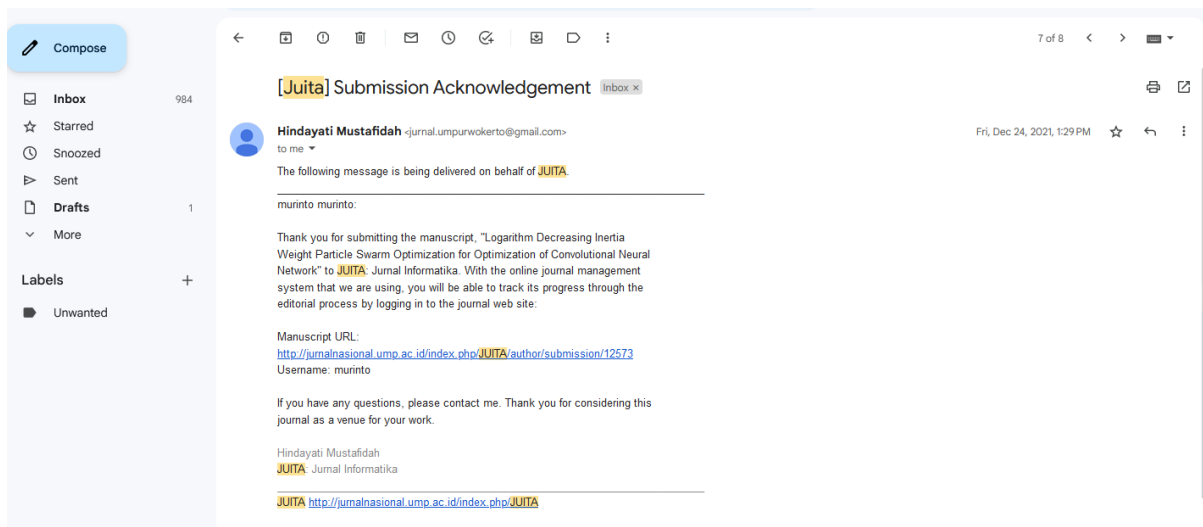 Compose
7 of 8
[Juita] Submission Acknowledgement Inbox ×
Inbox 984
Starred
Snoozed
Sent
Drafts 1
More
Labels +
Unwanted
Hindayati Mustafidah <jurnal.umpurwokerto@gmail.com> Fri, Dec 24, 2021, 1:29 PM
to me
The following message is being delivered on behalf of JUITA.
murinto murinto:
Thank you for submitting the manuscript, "Logarithm Decreasing Inertia
Weight Particle Swarm Optimization for Optimization of Convolutional Neural
Network" to JUITA: Jurnal Informatika. With the online journal management
system that we are using, you will be able to track its progress through the
editorial process by logging in to the journal web site:
Manuscript URL:
http://jurnalnasional.ump.ac.id/index.php/JUITA/author/submission/12573
Username: murinto
If you have any questions, please contact me. Thank you for considering this
journal as a venue for your work.
Hindayati Mustafidah
JUITA: Jurnal Informatika
JUITA http://jurnalnasional.ump.ac.id/index.php/JUITA